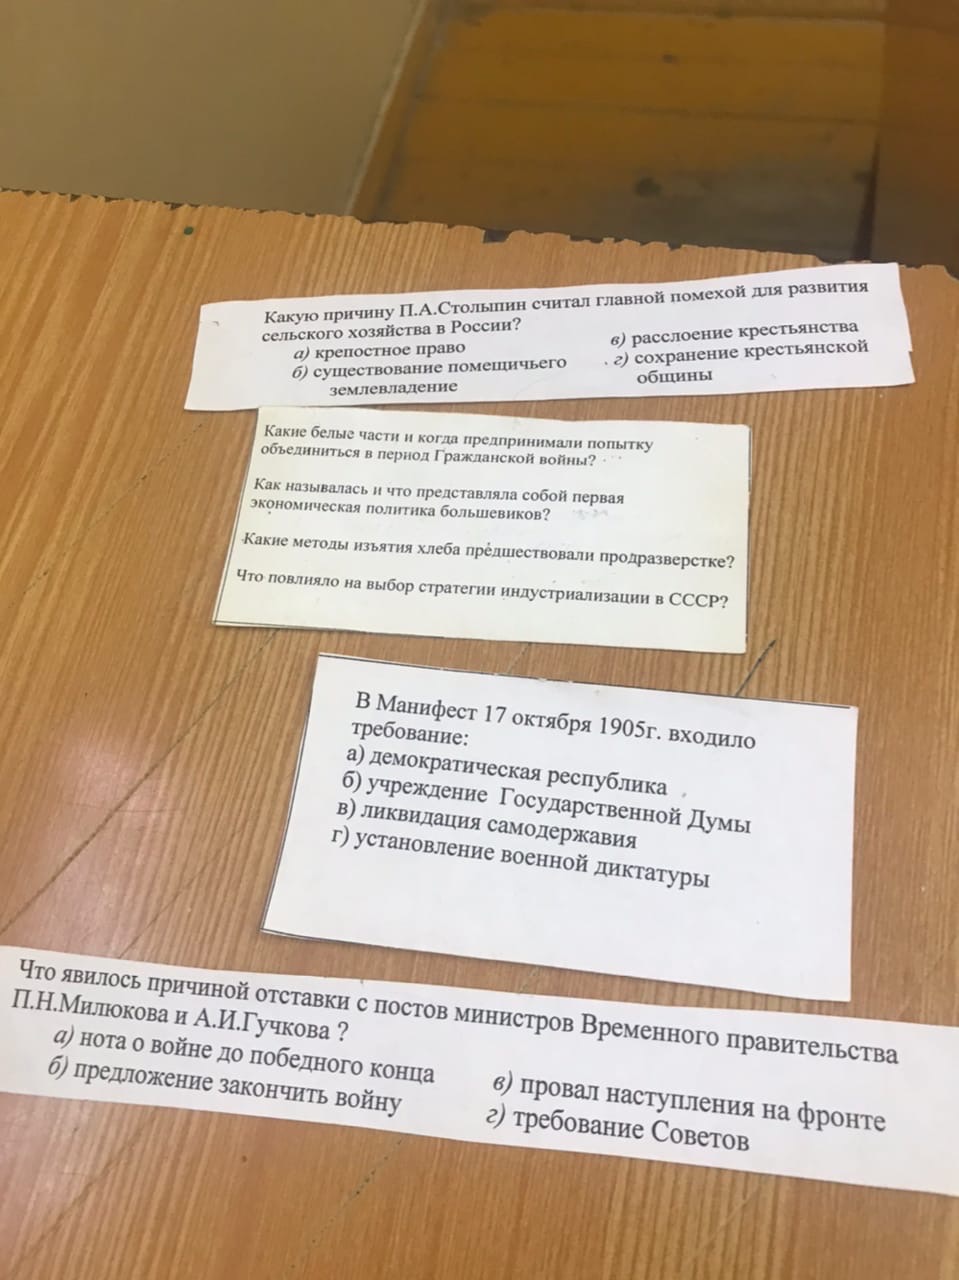 Какую причину П.А.Столыпин считал главной помехой для развития
сельского хозяйства в России?
а) крепостное право
б) существование помещичьего
землевладение
в) расслоение крестьянства
г) сохранение крестьянской
общины
Какие белые части и когда предпринимали попытку
объединиться в период Гражданской войны?
Как называлась и что представляла собой первая
экономическая политика большевиков?
Какие методы изъятия хлеба предшествовали продразверстке?
Что повлияло на выбор стратегии индустриализации в СССР?
В Манифест 17 октября 1905г. входило
требование:
а) демократическая республика
б) учреждение Государственной Думы
в) ликвидация самодержавия
г) установление военной диктатуры
Что явилось причиной отставки с постов министров Временного правительства
П.Н.Милюкова и А.И.Гучкова ?
а) нота о войне до победного конца
б) предложение закончить войну
в) провал наступления на фронте
г) требование Советов